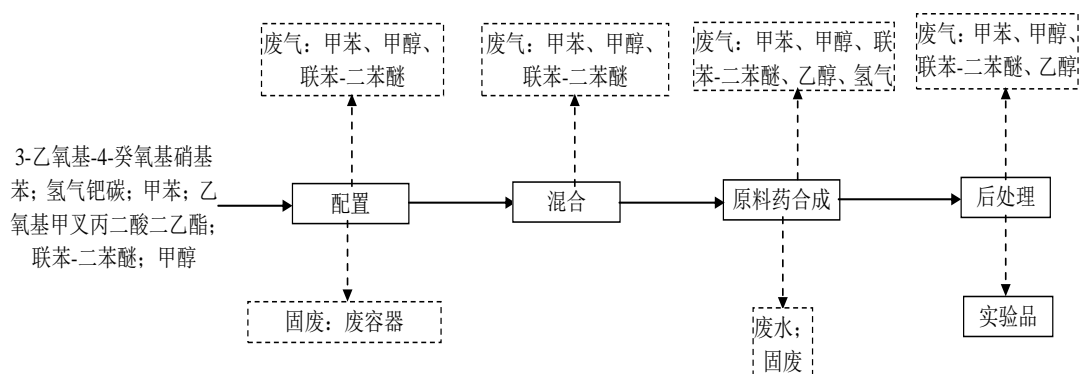 废气：甲苯、甲醇、
联苯-二苯醚
废气：甲苯、甲醇、
联苯-二苯醚
废气：甲苯、甲醇、联
苯-二苯醚、乙醇、氢气
废气：甲苯、甲醇、
联苯-二苯醚、乙醇
3-乙氧基-4-癸氧基硝基
苯；氢气钯碳；甲苯；乙
氧基甲叉丙二酸二乙酯；
联苯-二苯醚；甲醇
配置
混合
原料药合成
后处理
固废：废容器
废水；
固废
实验品